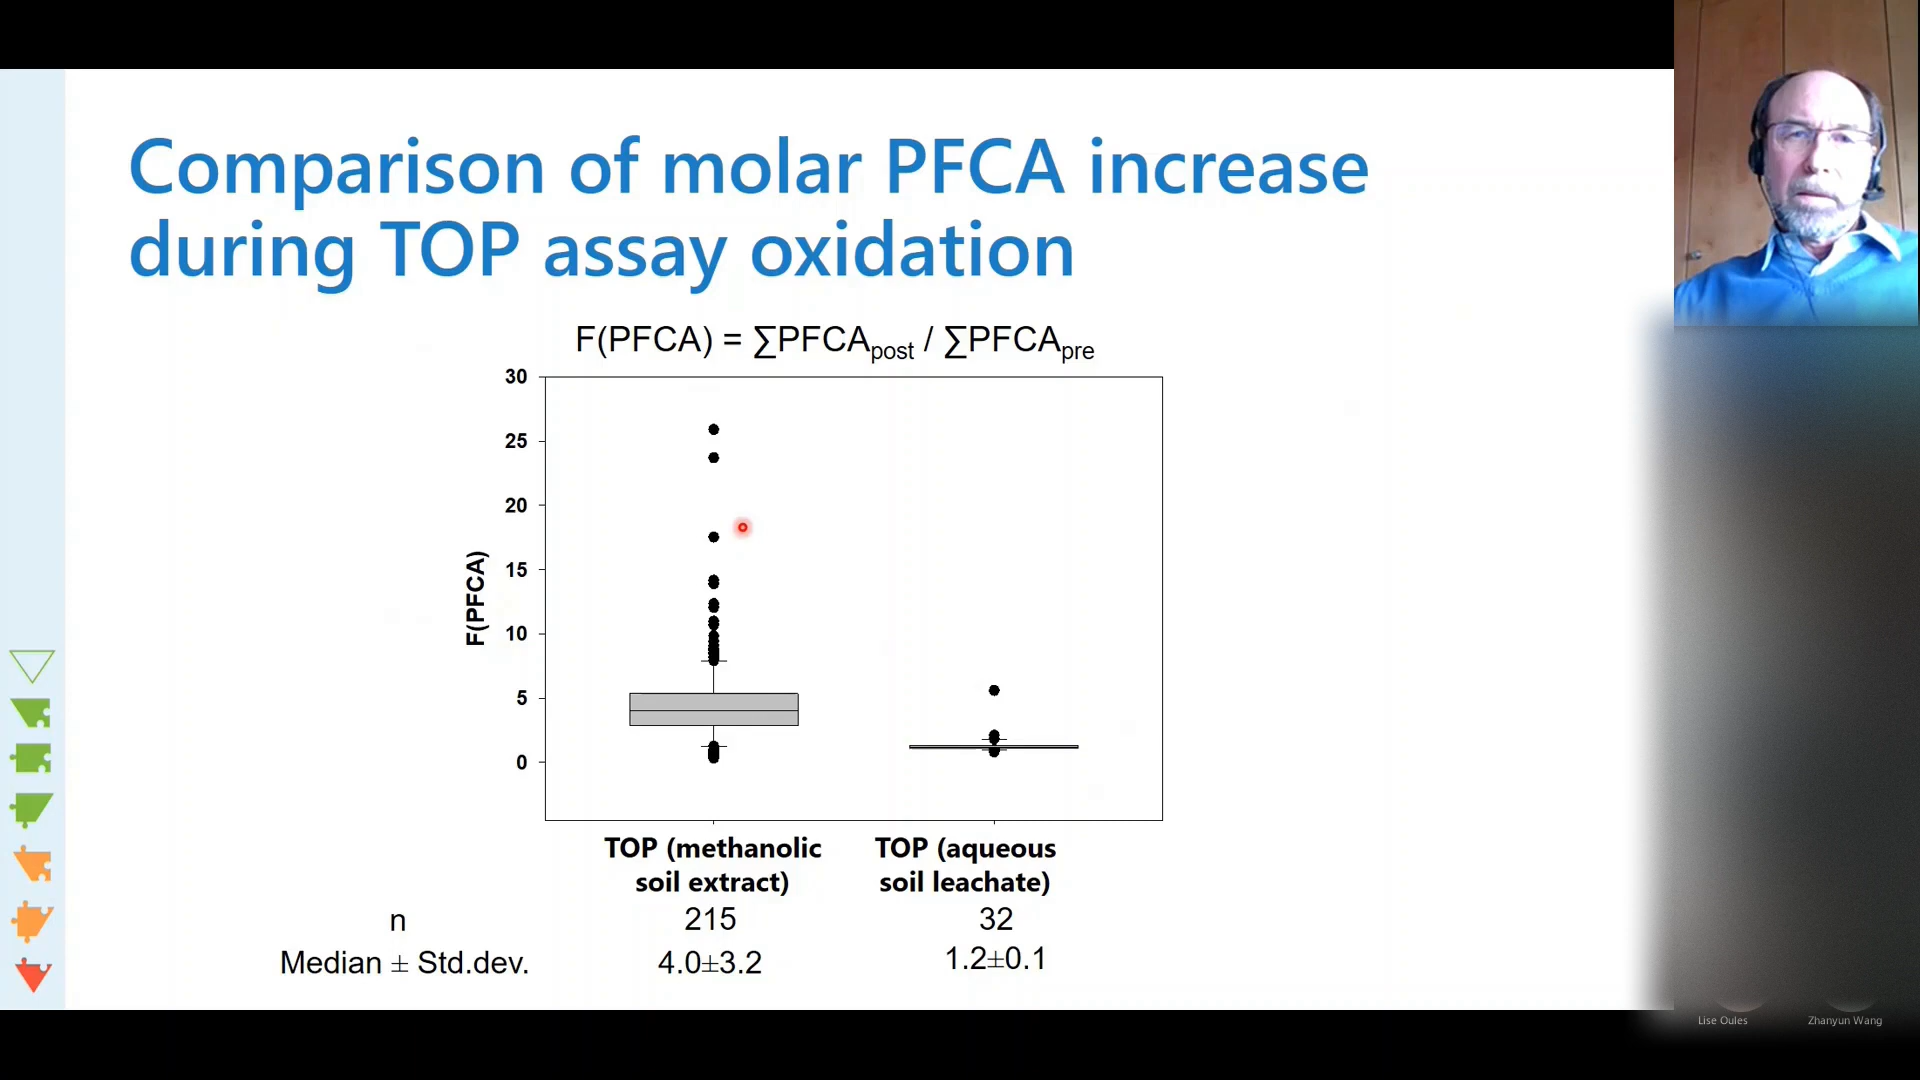 Comparison of molar PFCA increase
during TOP assay oxidation
F(PFCA) = ∑PFCApost / ∑PFCApre
30
25
20
15
10
5
0
F(PFCA)
TOP (methanolic
soil extract)
TOP (aqueous
soil leachate)
n 215 32
Median ± Std.dev. 4.0±3.2 1.2±0.1
Lise Oules
Zhanyun Wang